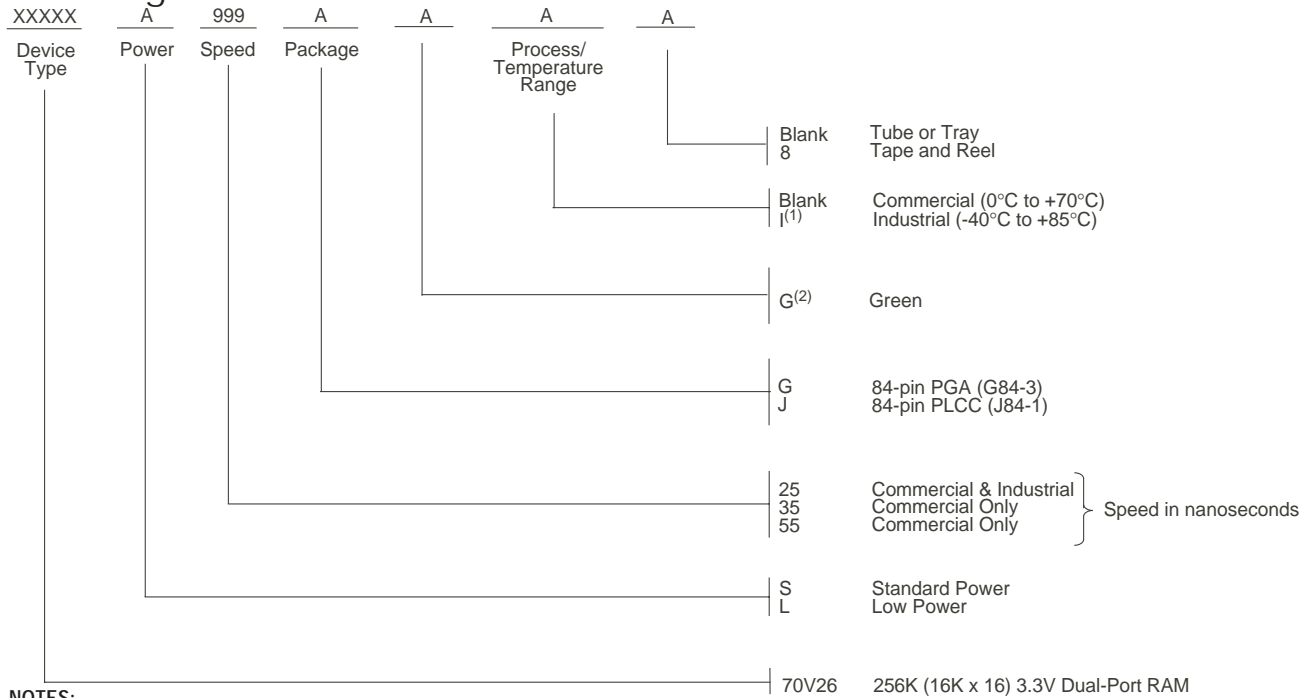 XXXXX A 999 A A A A
Device Type Power Speed Package Process/ Temperature Range
Blank Tube or Tray
8 Tape and Reel
Blank Commercial (0°C to +70°C)
I(1) Industrial (-40°C to +85°C)
G(2) Green
G 84-pin PGA (G84-3)
J 84-pin PLCC (J84-1)
25 Commercial & Industrial
35 Commercial Only
55 Commercial Only
Speed in nanoseconds
S Standard Power
L Low Power
70V26 256K (16K x 16) 3.3V Dual-Port RAM
NOTES: